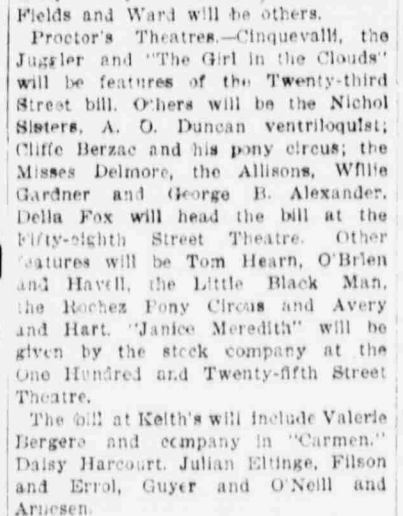 Fields and Ward will be others.
Proctor's Theatres.—Cinquevalli, the
Juggler and "The Girl in the Clouds"
will be features of the Twenty-third
Street bill. Others will be the Nichol
Sisters, A. O. Duncan ventriloquist;
Cliffe Berzac and his pony circus; the
Misses Delmore, the Allisons, Willie
Gardner and George B. Alexander.
Della Fox will head the bill at the
Fifty-eighth Street Theatre. Other
features will be Tom Hearn, O'Brien
and Havell, the Little Black Man,
the Rochez Pony Circus and Avery
and Hart. "Janice Meredith" will be
given by the stock company at the
One Hundred and Twenty-fifth Street
Theatre.
The bill at Keith's will include Valerie
Bergere and company in "Carmen,"
Daisy Harcourt, Julian Eltinge, Filson
and Errol, Guyer and O'Neill and
Arnesen.